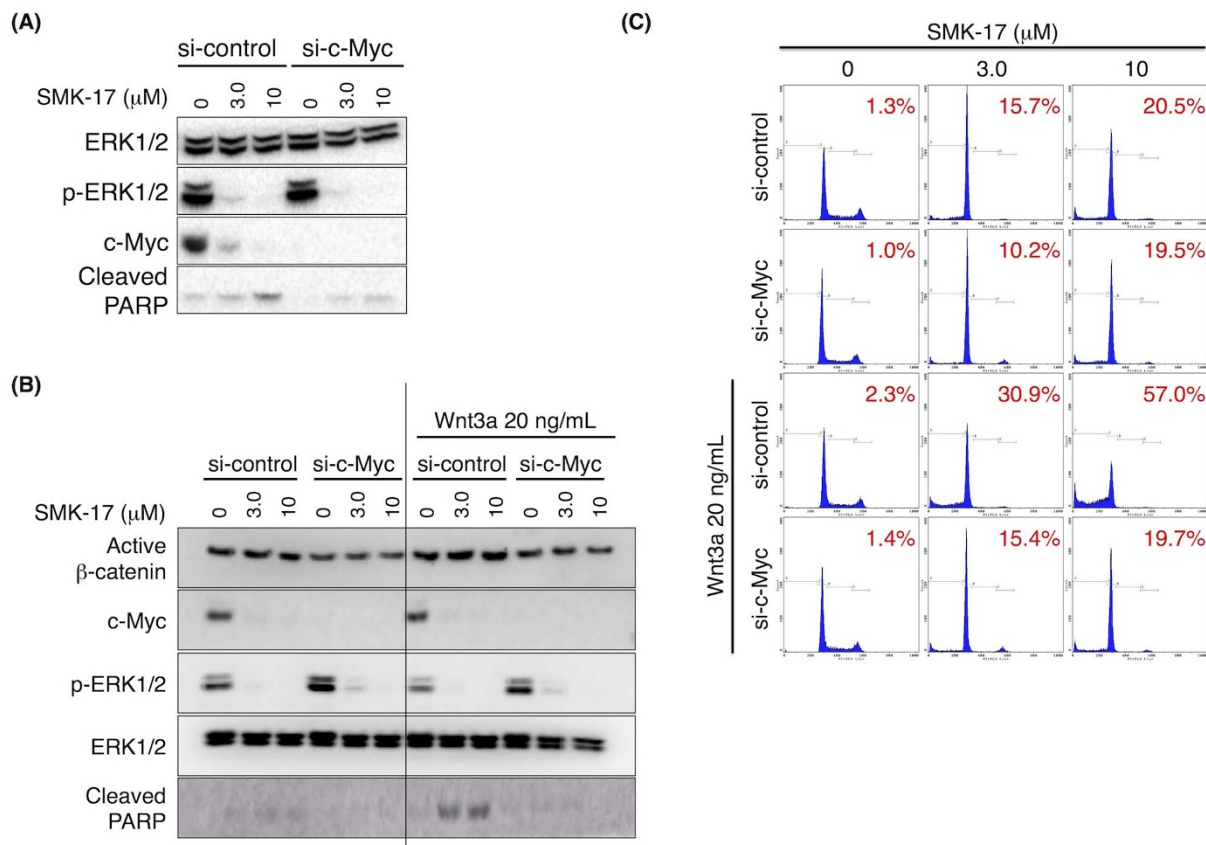 (A)
si-control si-c-Myc
SMK-17 (μM) 0 3.0 10 0 3.0 10
ERK1/2
p-ERK1/2
c-Myc
Cleaved
PARP
(B)
Wnt3a 20 ng/mL
si-control si-c-Myc si-control si-c-Myc
SMK-17 (μM) 0 3.0 10 0 3.0 10 0 3.0 10 0 3.0 10
Active
β-catenin
c-Myc
p-ERK1/2
ERK1/2
Cleaved
PARP
(C)
SMK-17 (μM)
0 3.0 10
si-control 1.3% 15.7% 20.5%
si-c-Myc 1.0% 10.2% 19.5%
Wnt3a 20 ng/mL
si-control 2.3% 30.9% 57.0%
si-c-Myc 1.4% 15.4% 19.7%